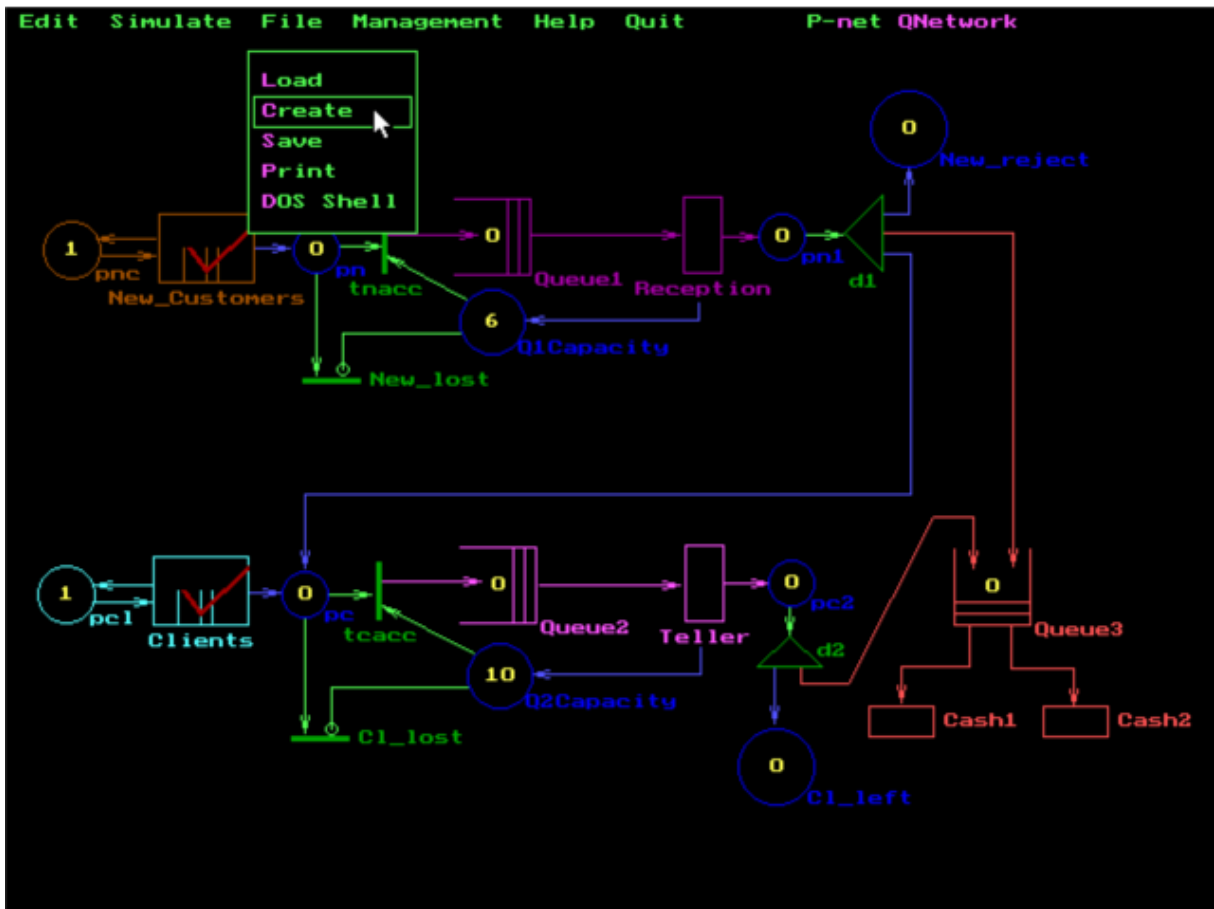 Edit Simulate File Management Help Quit P-net QNetwork
Load
Create
Save
Print
DOS Shell
0
New_reject
1
pnc
New_Customers
0
pn
tnacc
0
Queue1
Reception
0
pn1
d1
6
Q1Capacity
New_lost
1
pcl
Clients
0
pc
tcacc
0
Queue2
Teller
0
pc2
d2
0
Queue3
10
Q2Capacity
Cl_lost
Cash1
Cash2
0
Cl_left